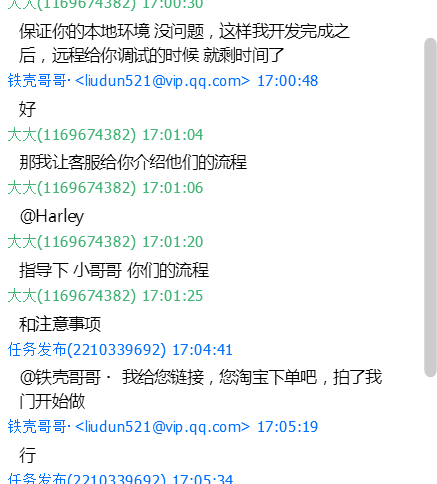 大大(1169674382) 17:00:30
保证你的本地环境 没问题，这样我开发完成之
后，远程给你调试的时候 就剩时间了
铁壳哥哥· <liudun521@vip.qq.com> 17:00:48
好
大大(1169674382) 17:01:04
那我让客服给你介绍他们的流程
大大(1169674382) 17:01:06
@Harley
大大(1169674382) 17:01:20
指导下 小哥哥 你们的流程
大大(1169674382) 17:01:25
和注意事项
任务发布(2210339692) 17:04:41
@铁壳哥哥· 我给您链接，您淘宝下单吧，拍了我
门开始做
铁壳哥哥· <liudun521@vip.qq.com> 17:05:19
行
任务发布(2210339692) 17:05:34